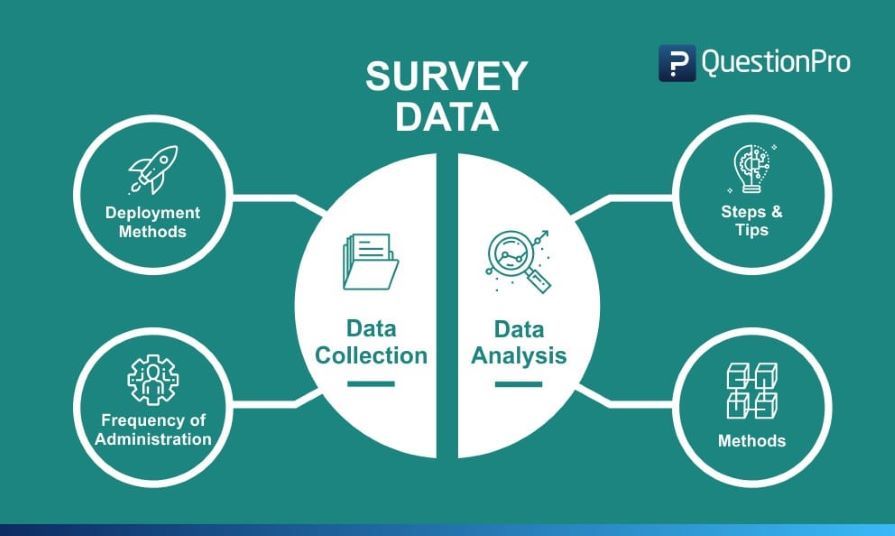 SURVEY
DATA
QuestionPro
Deployment
Methods
Frequency of
Administration
Data
Collection
Data
Analysis
Steps &
Tips
Methods